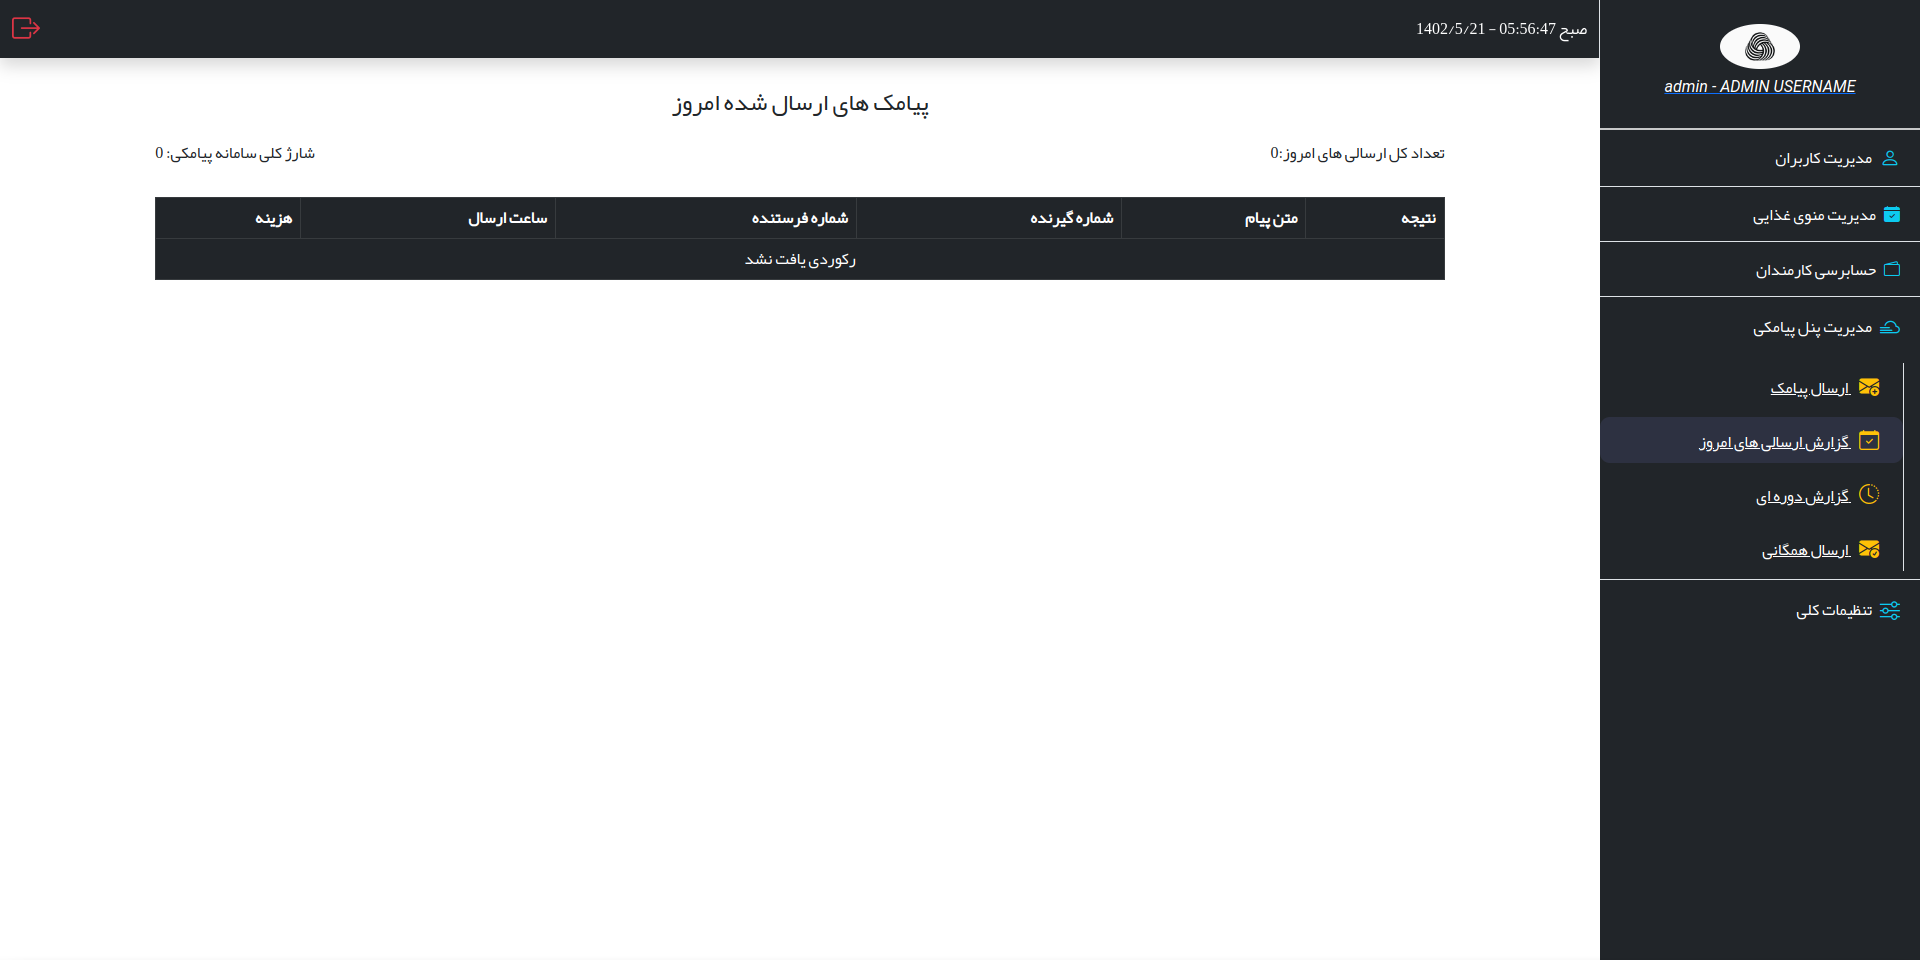 صبح 05:56:47 - 1402/5/21
admin - ADMIN USERNAME
مدیریت کاربران
مدیریت منوی غذایی
حسابرسی کارمندان
مدیریت پنل پیامکی
ارسال پیامک
گزارش ارسالی های امروز
گزارش دوره ای
ارسال همگانی
تنظیمات کلی
پیامک های ارسال شده امروز
تعداد کل ارسالی های امروز:0
شارژ کلی سامانه پیامکی: 0
نتیجه متن پیام شماره گیرنده شماره فرستنده ساعت ارسال هزینه
رکوردی یافت نشد